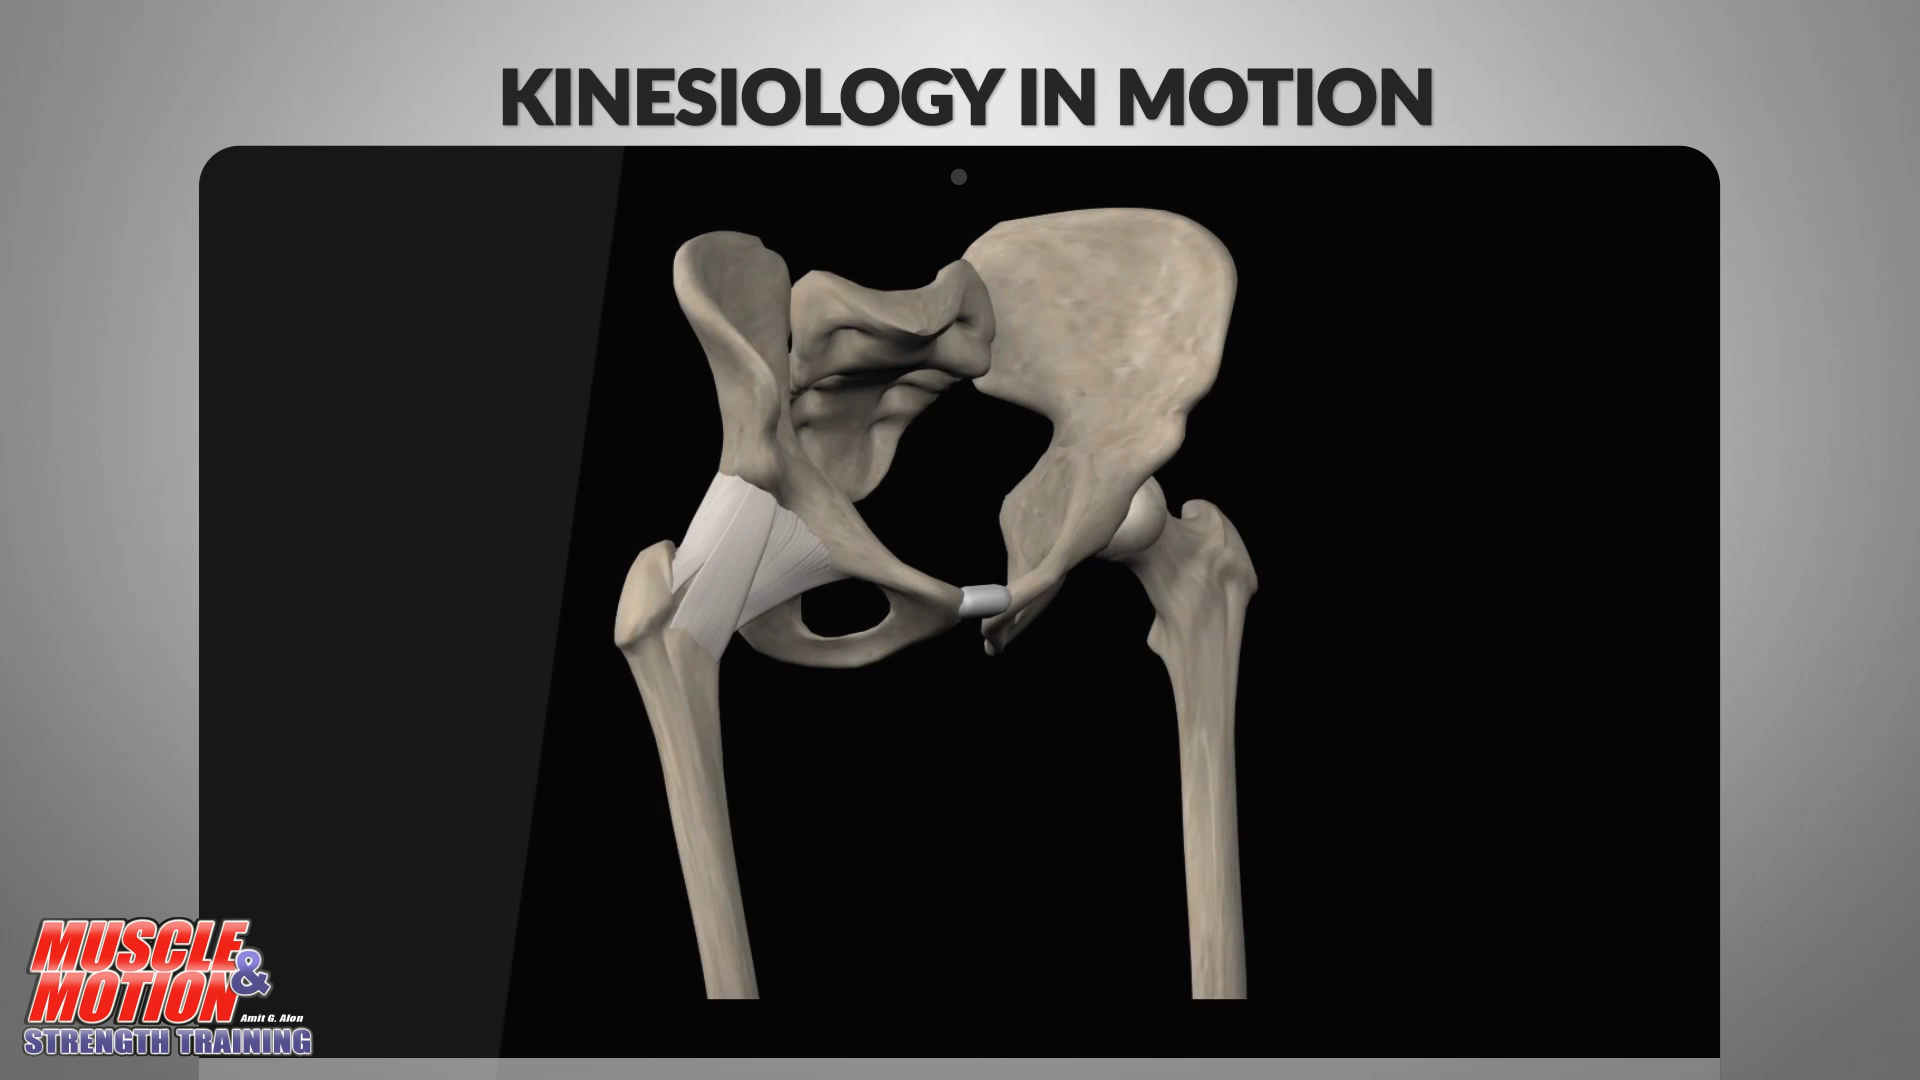 KINESIOLOGY IN MOTION
MUSCLE &
MOTION
Amit G. Alon
STRENGTH TRAINING